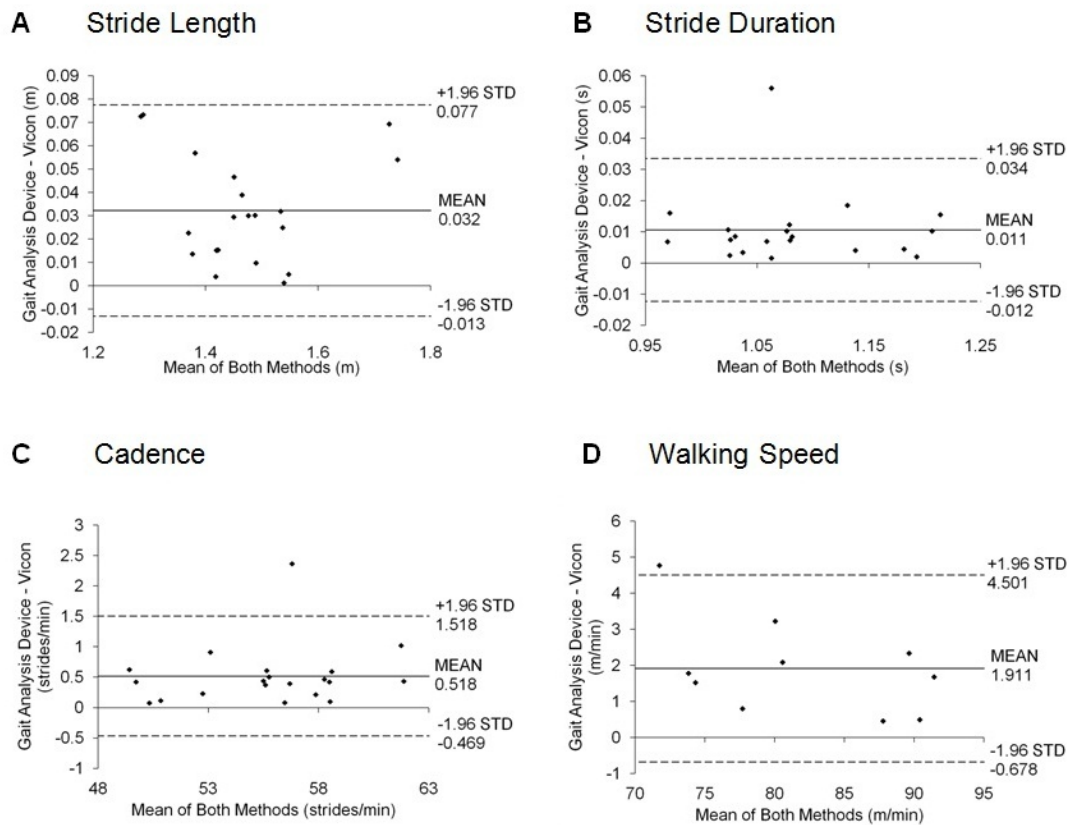 A Stride Length
Gait Analysis Device - Vicon (m)
0.09
0.08
0.07
0.06
0.05
0.04
0.03
0.02
0.01
0
-0.01
-0.02
+1.96 STD
0.077
MEAN
0.032
-1.96 STD
-0.013
1.2 1.4 1.6 1.8
Mean of Both Methods (m)
B Stride Duration
Gait Analysis Device - Vicon (s)
0.06
0.05
0.04
0.03
0.02
0.01
0
-0.01
-0.02
+1.96 STD
0.034
MEAN
0.011
-1.96 STD
-0.012
0.95 1.05 1.15 1.25
Mean of Both Methods (s)
C Cadence
Gait Analysis Device - Vicon
(strides/min)
3
2.5
2
1.5
1
0.5
0
-0.5
-1
+1.96 STD
1.518
MEAN
0.518
-1.96 STD
-0.469
48 53 58 63
Mean of Both Methods (strides/min)
D Walking Speed
Gait Analysis Device - Vicon
(m/min)
6
5
4
3
2
1
0
-1
+1.96 STD
4.501
MEAN
1.911
-1.96 STD
-0.678
70 75 80 85 90 95
Mean of Both Methods (m/min)